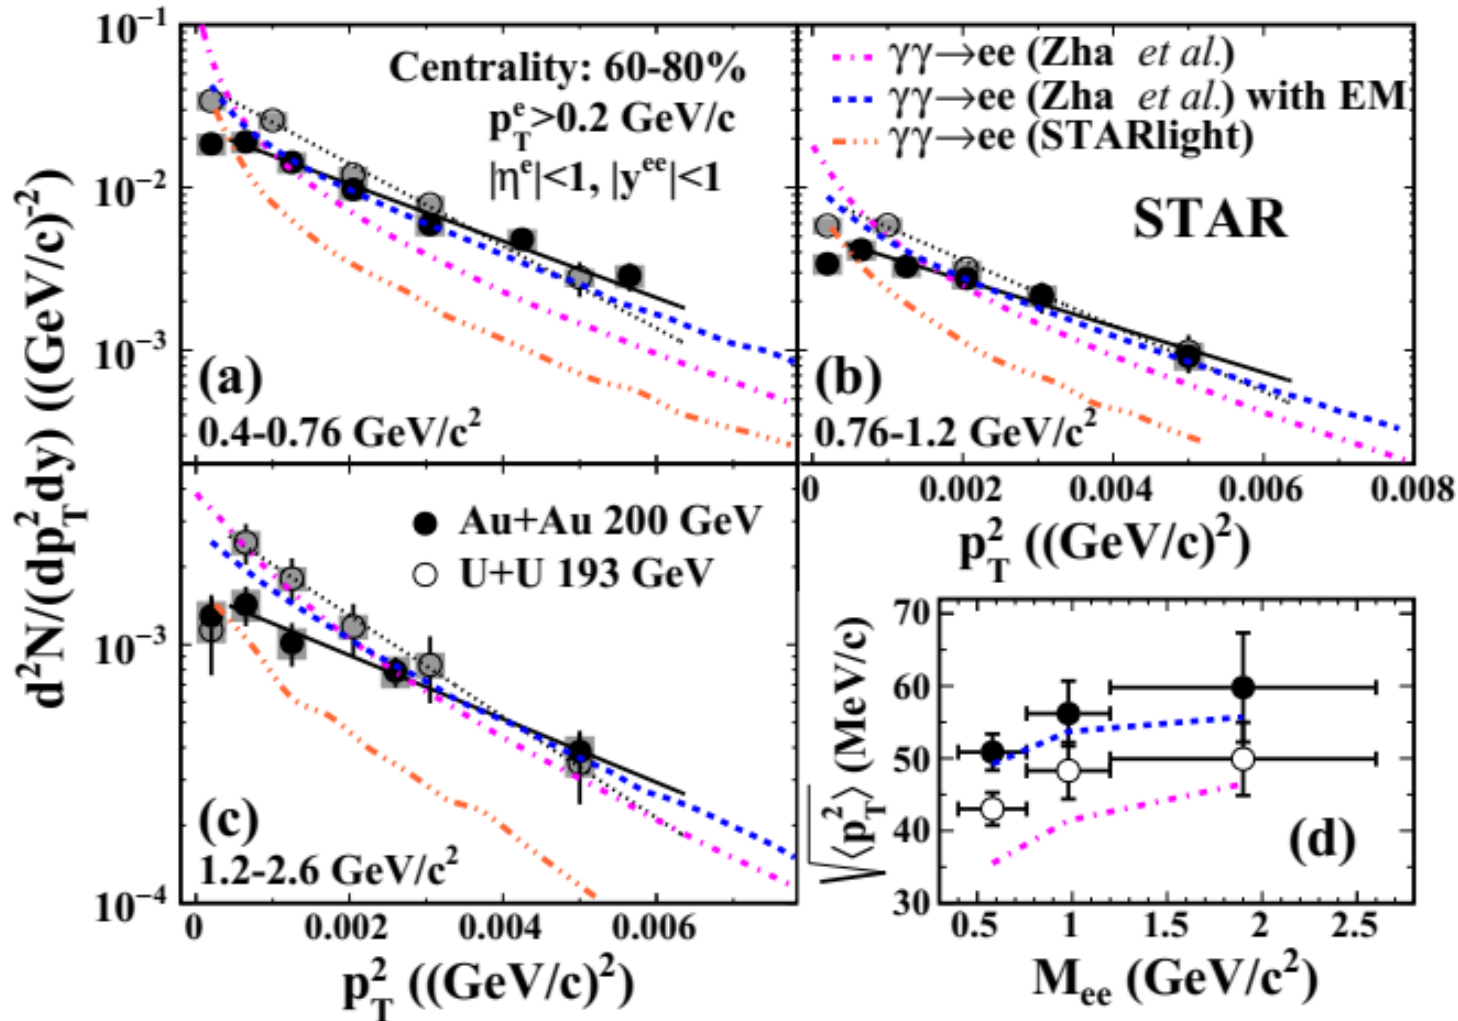 d²N/(dp_T²dy) ((GeV/c)⁻²)
10⁻¹
10⁻²
10⁻³
Centrality: 60-80%
p_T^e>0.2 GeV/c
|η^e|<1, |y^ee|<1
(a)
0.4-0.76 GeV/c²
γγ→ee (Zha et al.)
γγ→ee (Zha et al.) with EM
γγ→ee (STARlight)
STAR
(b)
0.76-1.2 GeV/c²
0 0.002 0.004 0.006 0.008
p_T² ((GeV/c)²)
10⁻³
10⁻⁴
Au+Au 200 GeV
U+U 193 GeV
(c)
1.2-2.6 GeV/c²
0 0.002 0.004 0.006
p_T² ((GeV/c)²)
√⟨p_T²⟩ (MeV/c)
70
60
50
40
30
(d)
0.5 1 1.5 2 2.5
M_ee (GeV/c²)